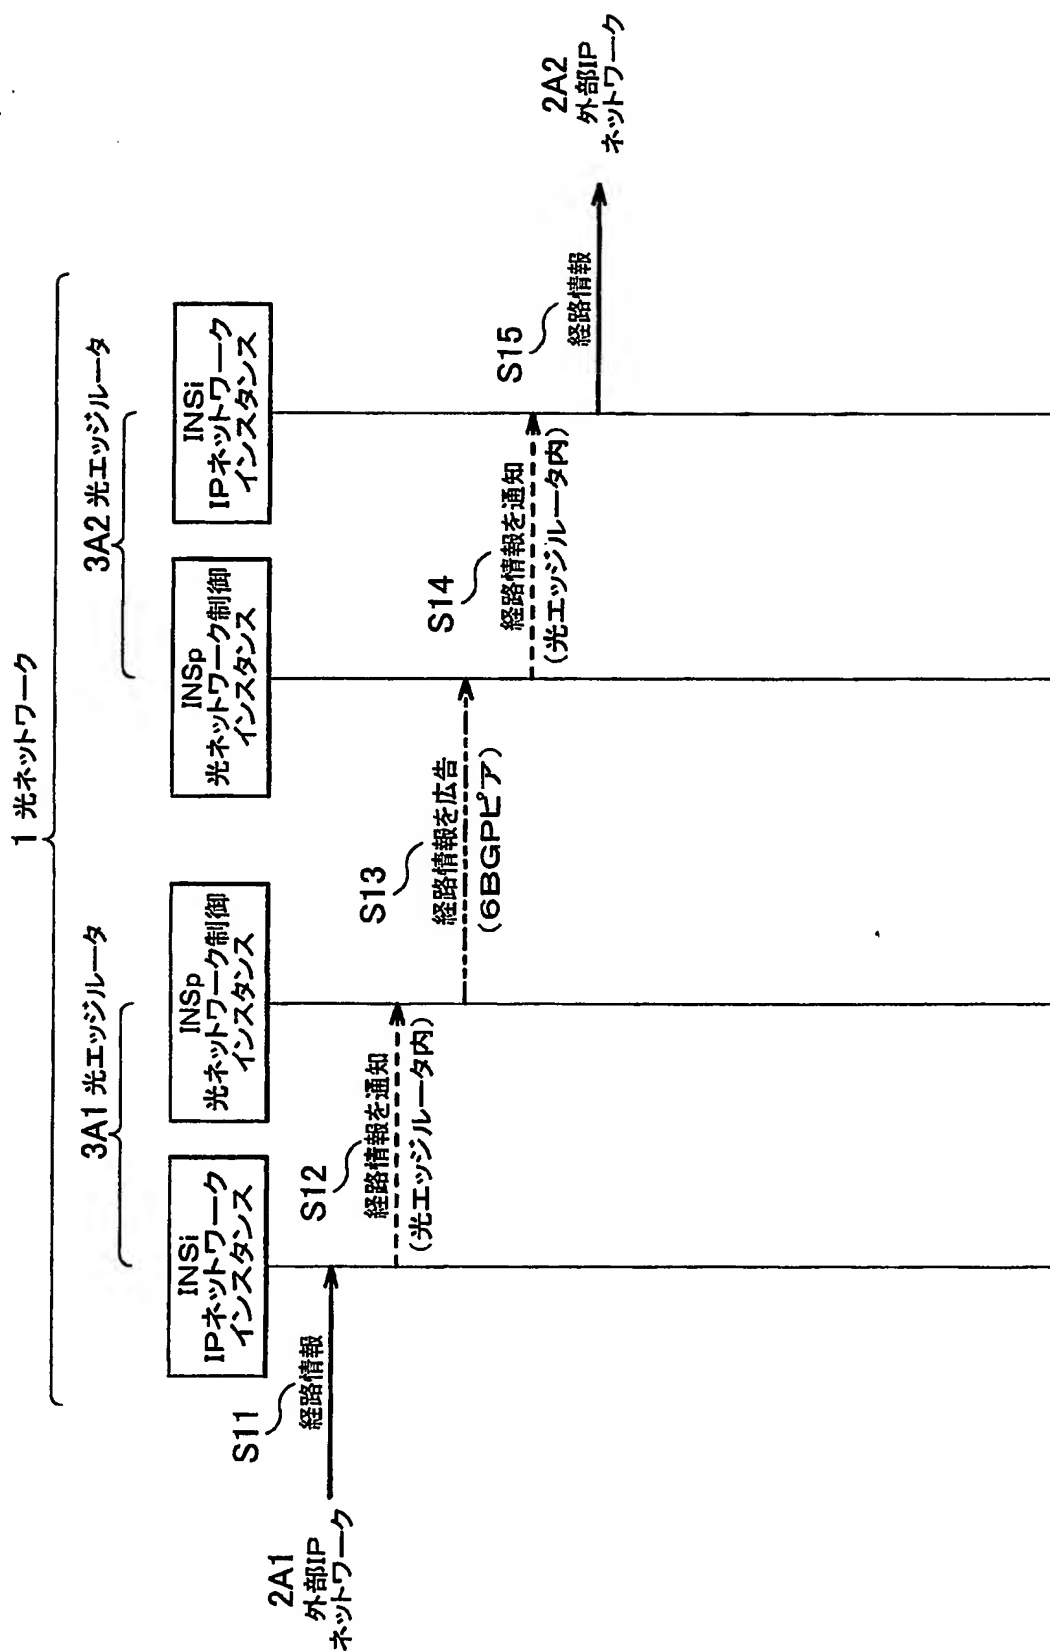 1 光ネットワーク
3A1 光エッジルータ
3A2 光エッジルータ
INSi
IPネットワーク
インスタンス
INSp
光ネットワーク制御
インスタンス
INSp
光ネットワーク制御
インスタンス
INSi
IPネットワーク
インスタンス
2A1
外部IP
ネットワーク
S11
経路情報
S12
経路情報を通知
(光エッジルータ内)
S13
経路情報を広告
(6BGPピア)
S14
経路情報を通知
(光エッジルータ内)
S15
経路情報
2A2
外部IP
ネットワーク